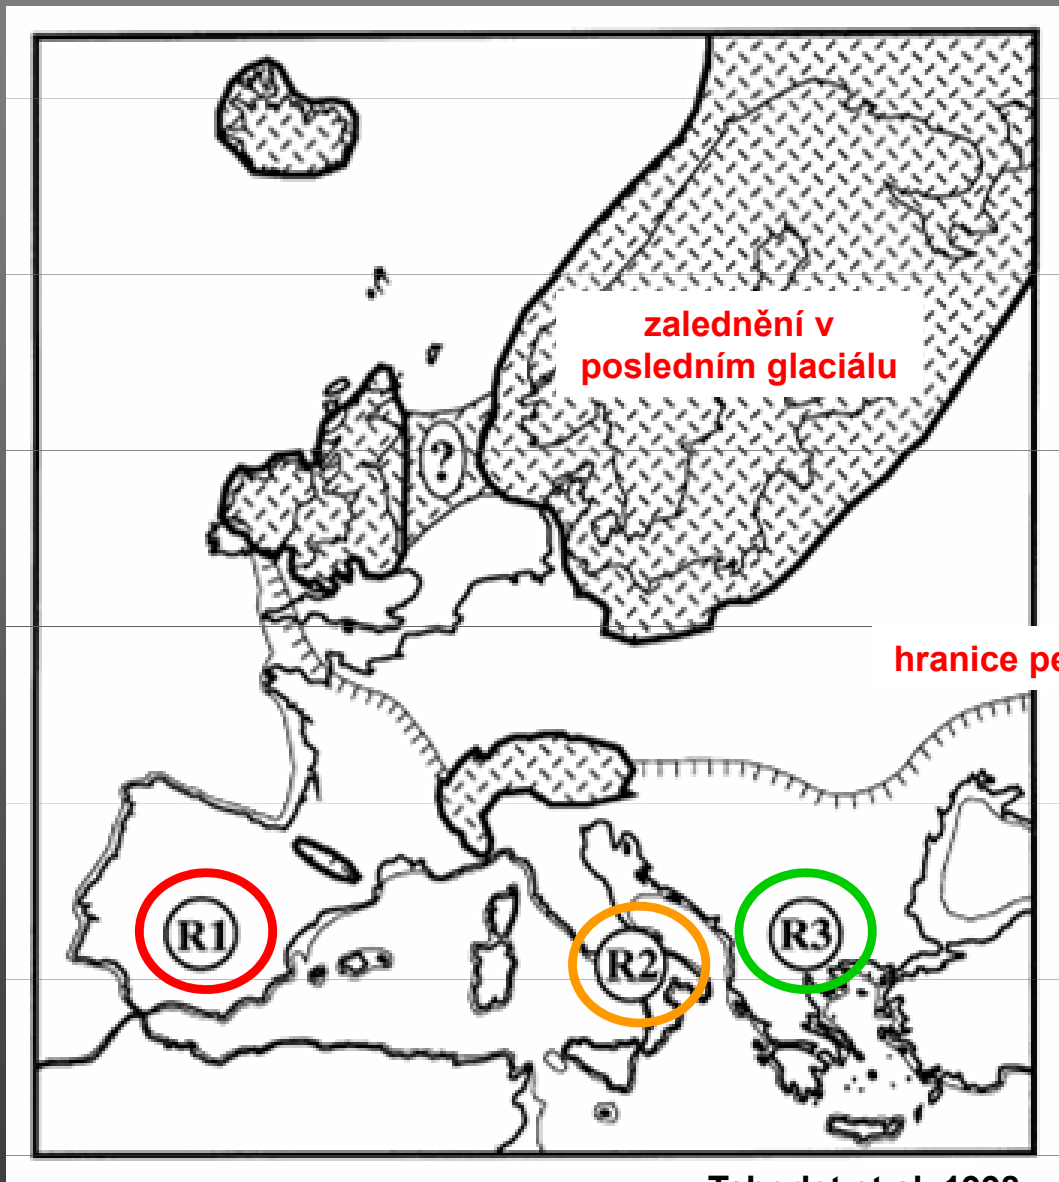 zalednění v
posledním glaciálu
?
hranice pe
R1
R2
R3